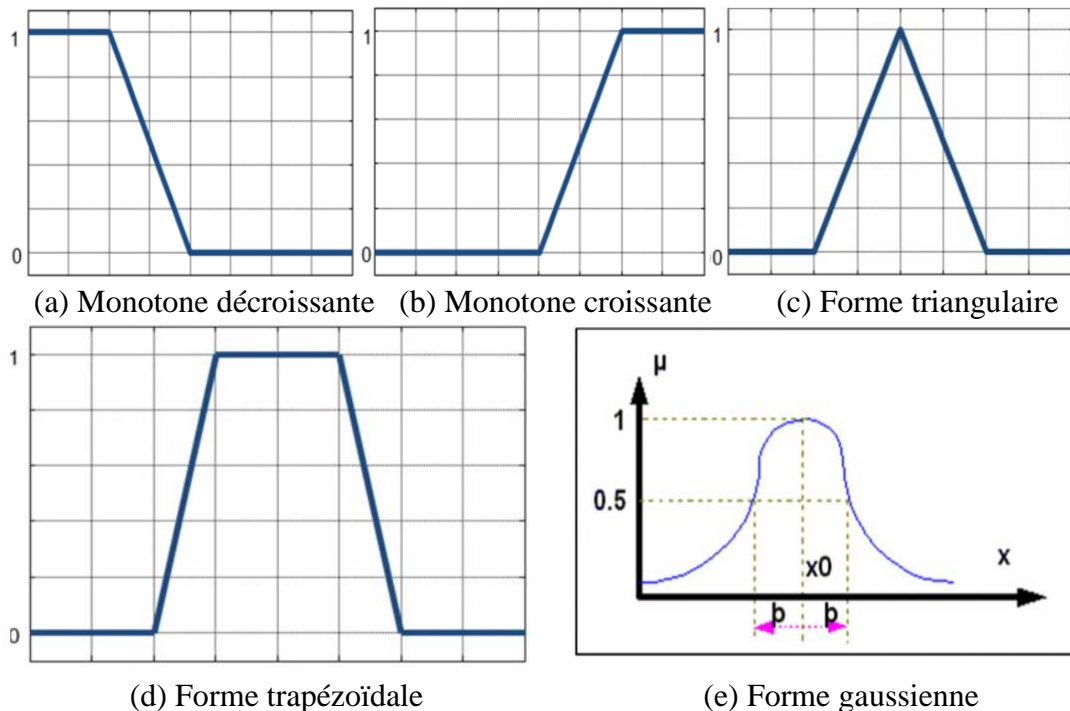 1
0
1
0
1
0
(a) Monotone décroissante
(b) Monotone croissante
(c) Forme triangulaire
1
0
µ
1
0.5
x0
x
b b
(d) Forme trapézoïdale
(e) Forme gaussienne